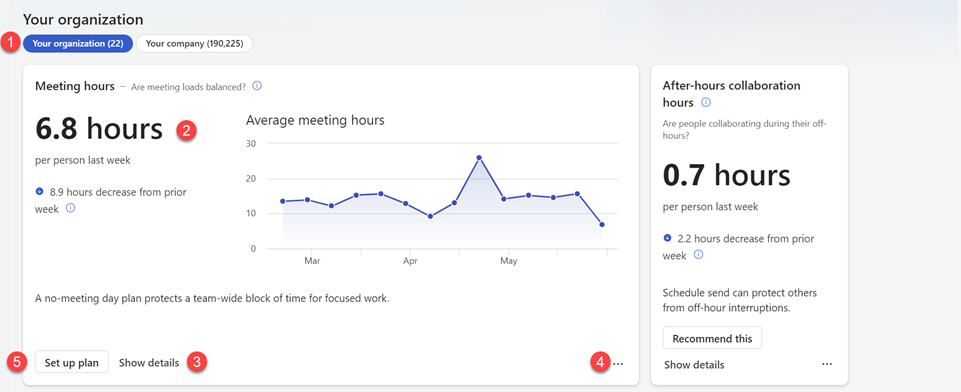 Your organization
1 Your organization (22) Your company (190,225)
Meeting hours – Are meeting loads balanced?
6.8 hours 2
per person last week
8.9 hours decrease from prior
week
Average meeting hours
30
20
10
0
Mar Apr May
A no-meeting day plan protects a team-wide block of time for focused work.
5 Set up plan Show details 3 4 ...
After-hours collaboration
hours
Are people collaborating during their off-
hours?
0.7 hours
per person last week
2.2 hours decrease from prior
week
Schedule send can protect others
from off-hour interruptions.
Recommend this
Show details ...